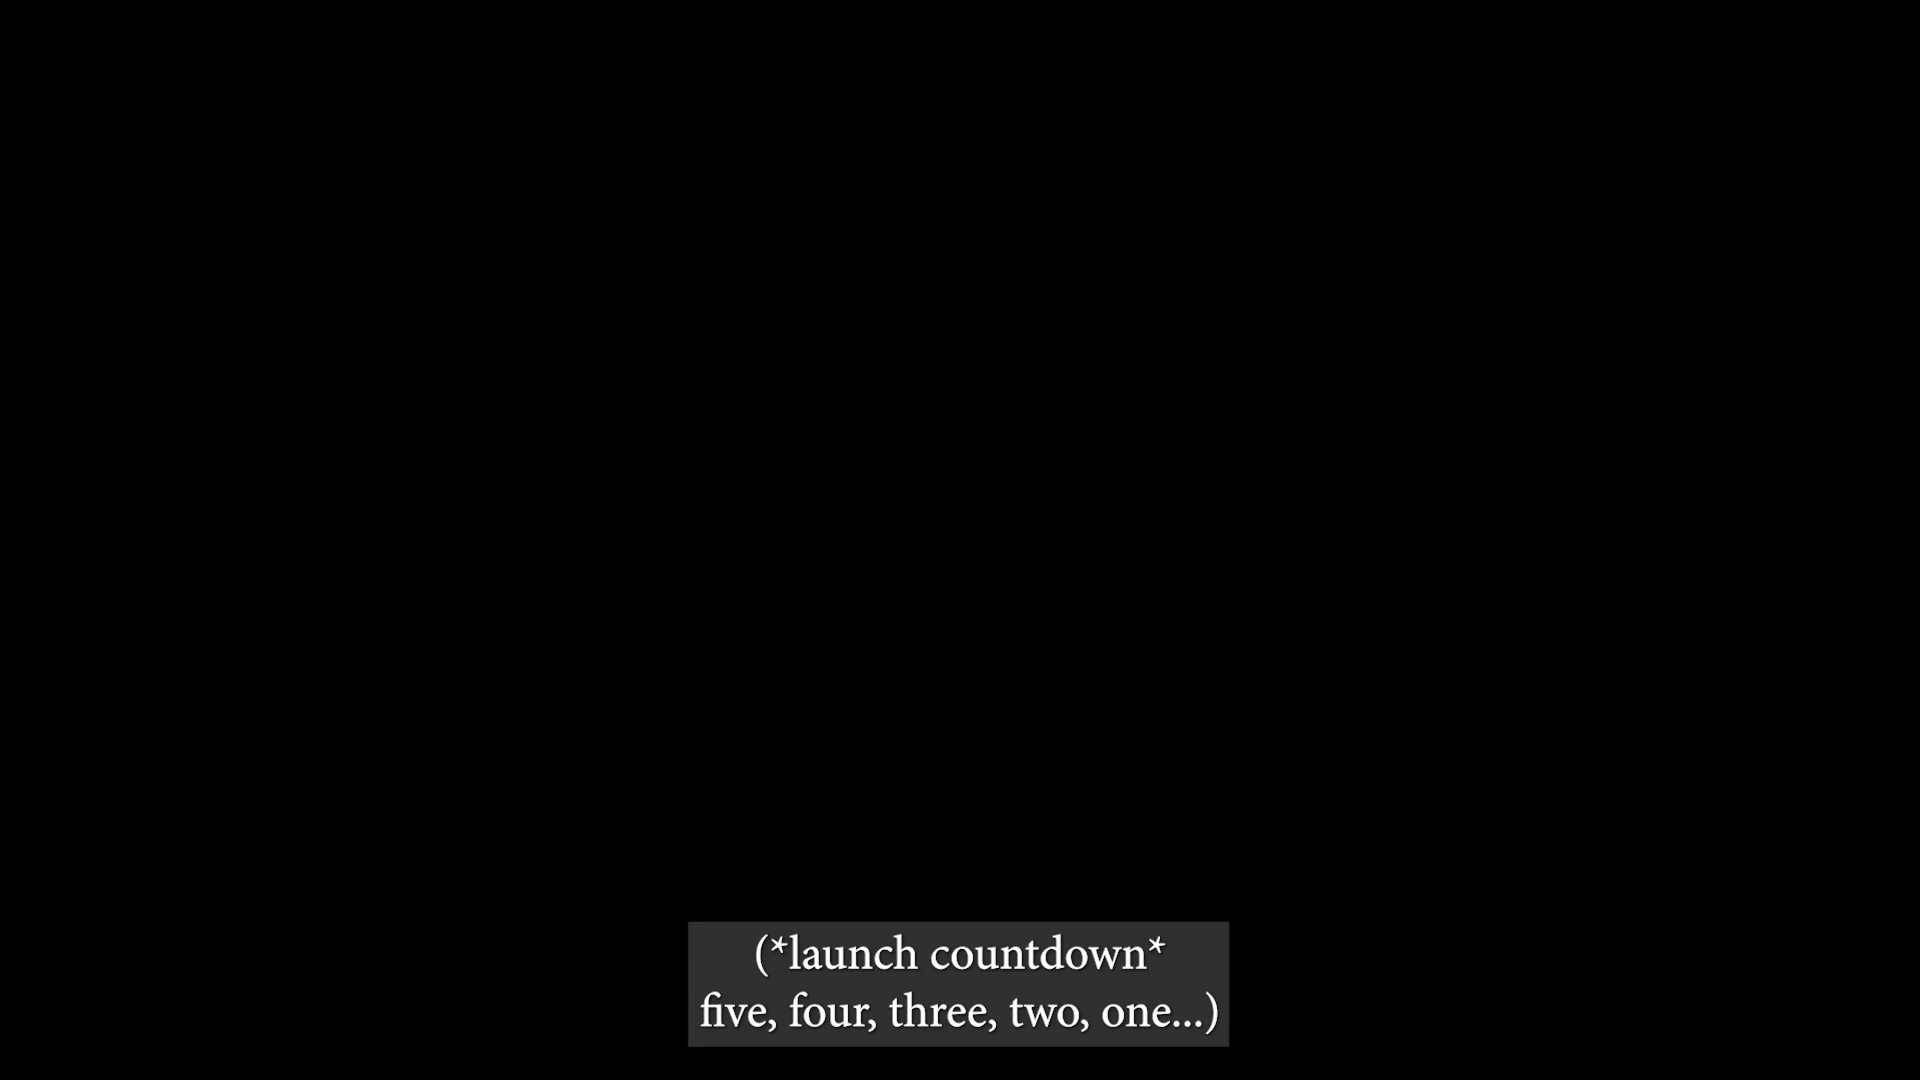 (*launch countdown*
five, four, three, two, one...)